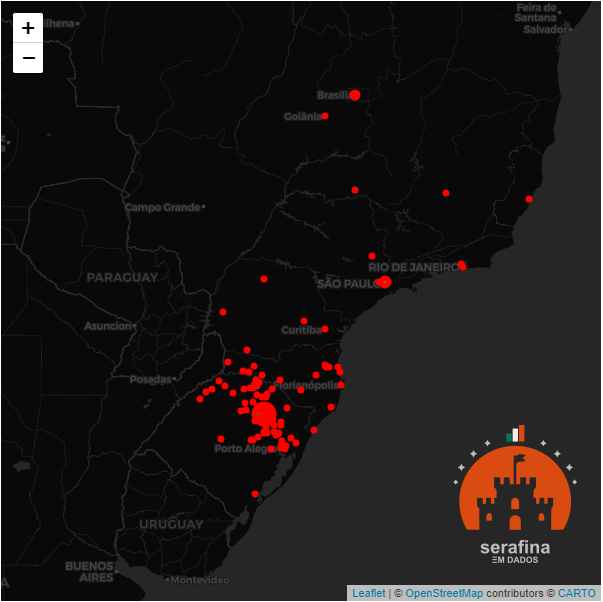 +
−
ilhena
Feira de
Santana
Salvador
Brasília
Goiânia
Campo Grande
PARAGUAY
RIO DE JANEIRO
SÃO PAULO
Asuncion
Curitiba
Posadas
Florianópolis
Porto Alegre
URUGUAY
BUENOS
AIRES
Montevideo
serafina
EM DADOS
Leaflet | © OpenStreetMap contributors © CARTO